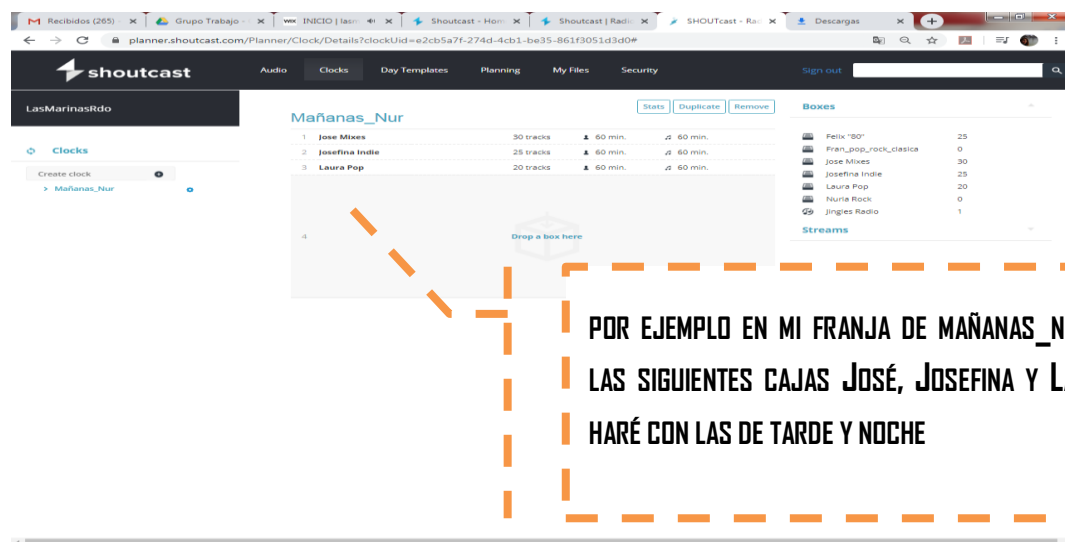 Recibidos (265) -
Grupo Trabajo -
WIX INICIO | lasm
Shoutcast - Hom
Shoutcast | Radi
SHOUTcast - Rad
Descargas
planner.shoutcast.com/Planner/Clock/Details?clockUid=e2cb5a7f-274d-4cb1-be35-861f3051d3d0#
shoutcast
Audio Clocks Day Templates Planning My Files Security
Sign out
LasMarinasRdo
Clocks
Create clock
> Mañanas_Nur
Stats Duplicate Remove
Mañanas_Nur
1 Jose Mixes 30 tracks 60 min. 60 min.
2 Josefina Indie 25 tracks 60 min. 60 min.
3 Laura Pop 20 tracks 60 min. 60 min.
4 Drop a box here
Boxes
Felix "80" 25
Fran_pop_rock_clasica 0
Jose Mixes 30
Josefina Indie 25
Laura Pop 20
Nuria Rock 0
Jingles Radio 1
Streams
POR EJEMPLO EN MI FRANJA DE MAÑANAS_N
LAS SIGUIENTES CAJAS JOSÉ, JOSEFINA Y L
HARÉ CON LAS DE TARDE Y NOCHE